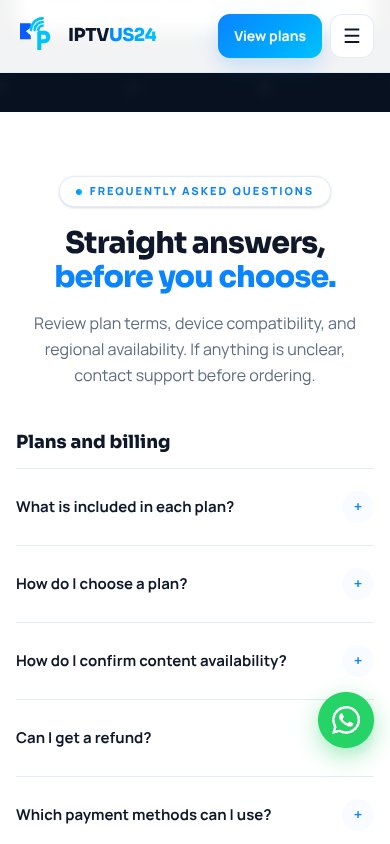 IPTVUS24
View plans
FREQUENTLY ASKED QUESTIONS
Straight answers,
before you choose.
Review plan terms, device compatibility, and
regional availability. If anything is unclear,
contact support before ordering.
Plans and billing
What is included in each plan?
+
How do I choose a plan?
+
How do I confirm content availability?
+
Can I get a refund?
Which payment methods can I use?
+